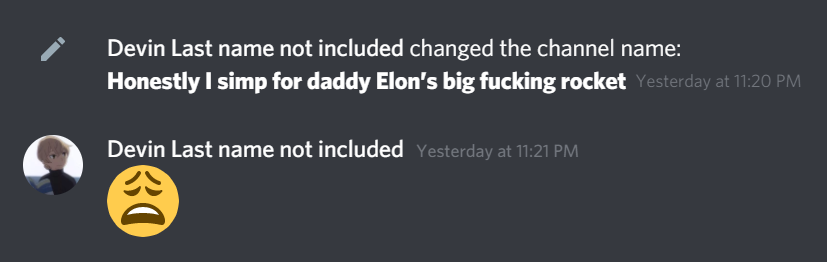 Devin Last name not included changed the channel name:
Honestly I simp for daddy Elon's big fucking rocket Yesterday at 11:20 PM
Devin Last name not included Yesterday at 11:21 PM